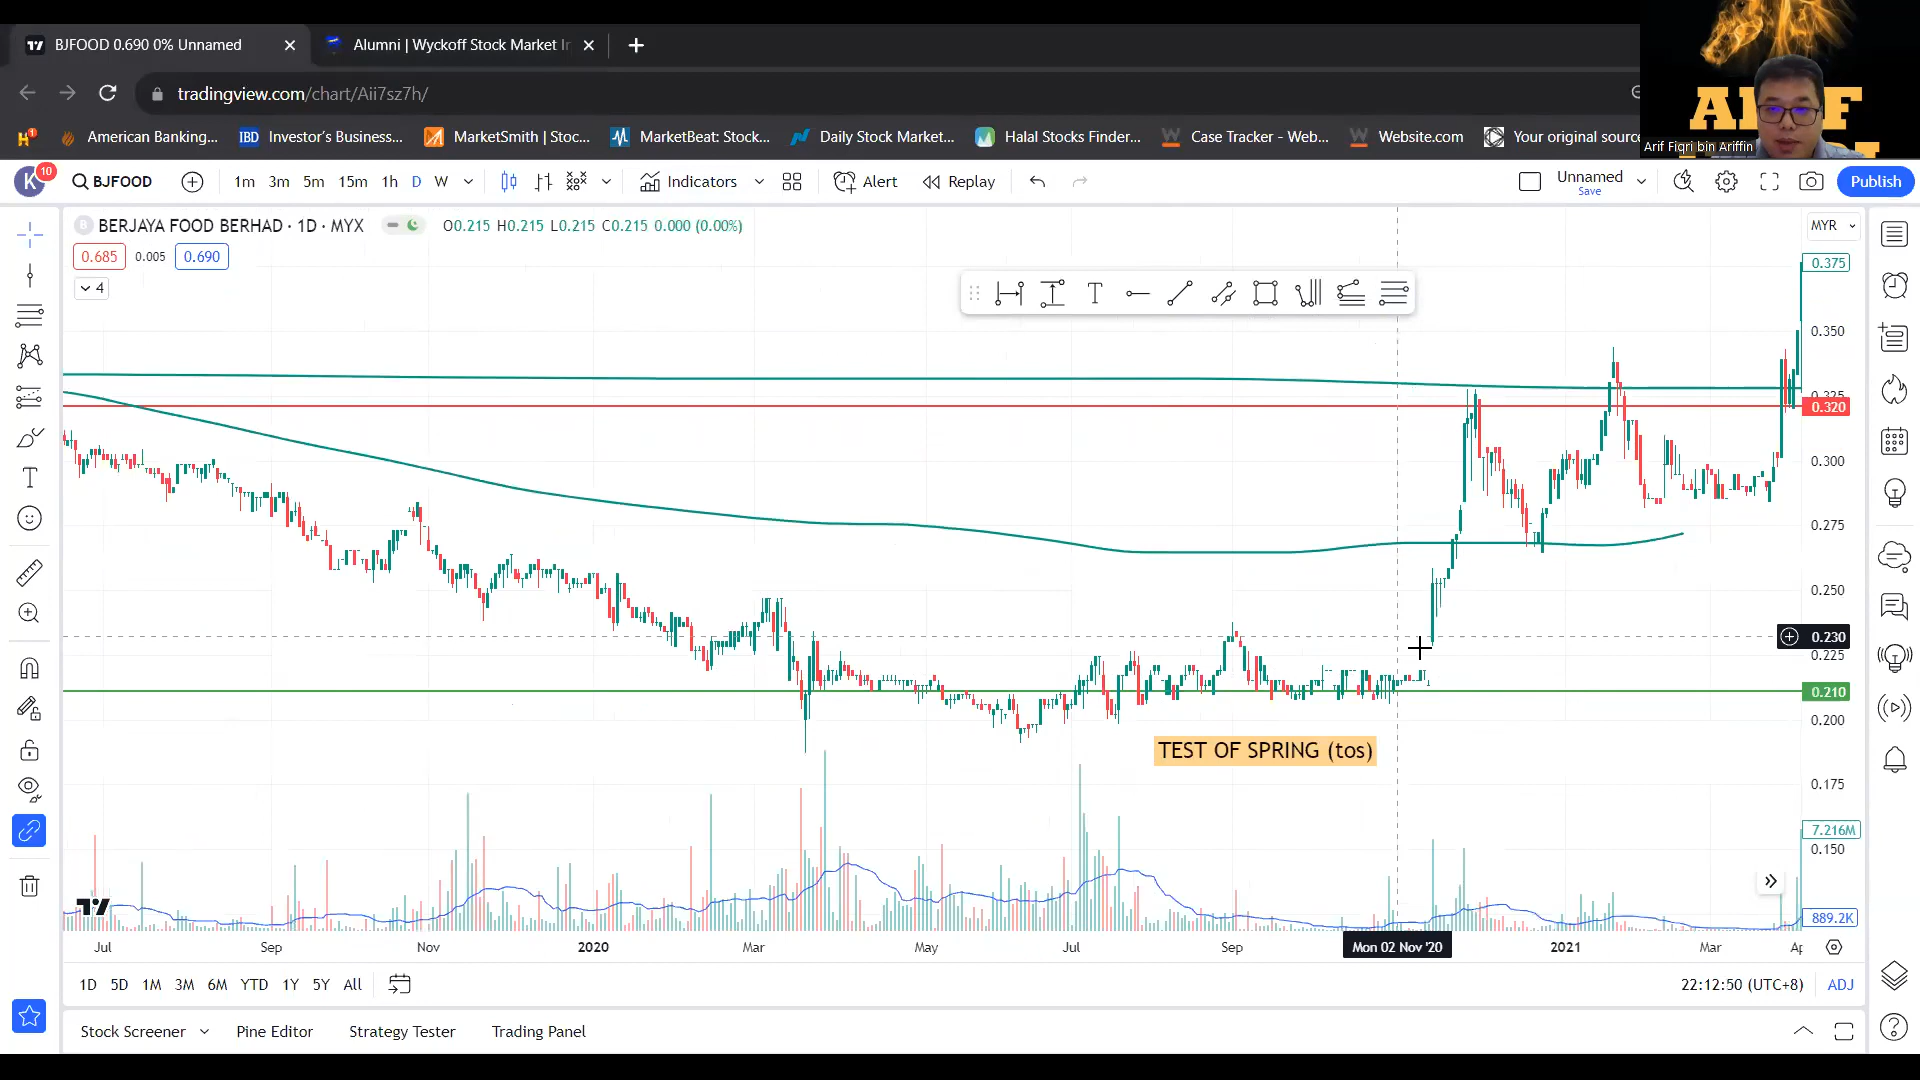 BJFOOD 0.690 0% Unnamed
Alumni | Wyckoff Stock Market In
tradingview.com/chart/Aii7sz7h/
American Banking...
IBD Investor's Business...
MarketSmith | Stoc...
MarketBeat: Stock...
Daily Stock Market...
Halal Stocks Finder...
Case Tracker - Web...
Website.com
Your original source
Arif Fiqri bin Ariffin
K 10
BJFOOD
1m 3m 5m 15m 1h D W
Indicators
Alert
Replay
Unnamed
Save
Publish
BERJAYA FOOD BERHAD · 1D · MYX
O0.215 H0.215 L0.215 C0.215 0.000 (0.00%)
MYR
0.685 0.005 0.690
4
0.375
0.350
0.325
0.320
0.300
0.275
0.250
0.230
0.225
0.210
0.200
TEST OF SPRING (tos)
0.175
7.216M
0.150
889.2K
Jul Sep Nov 2020 Mar May Jul Sep Mon 02 Nov '20 2021 Mar Ap
1D 5D 1M 3M 6M YTD 1Y 5Y All
22:12:50 (UTC+8) ADJ
Stock Screener Pine Editor Strategy Tester Trading Panel